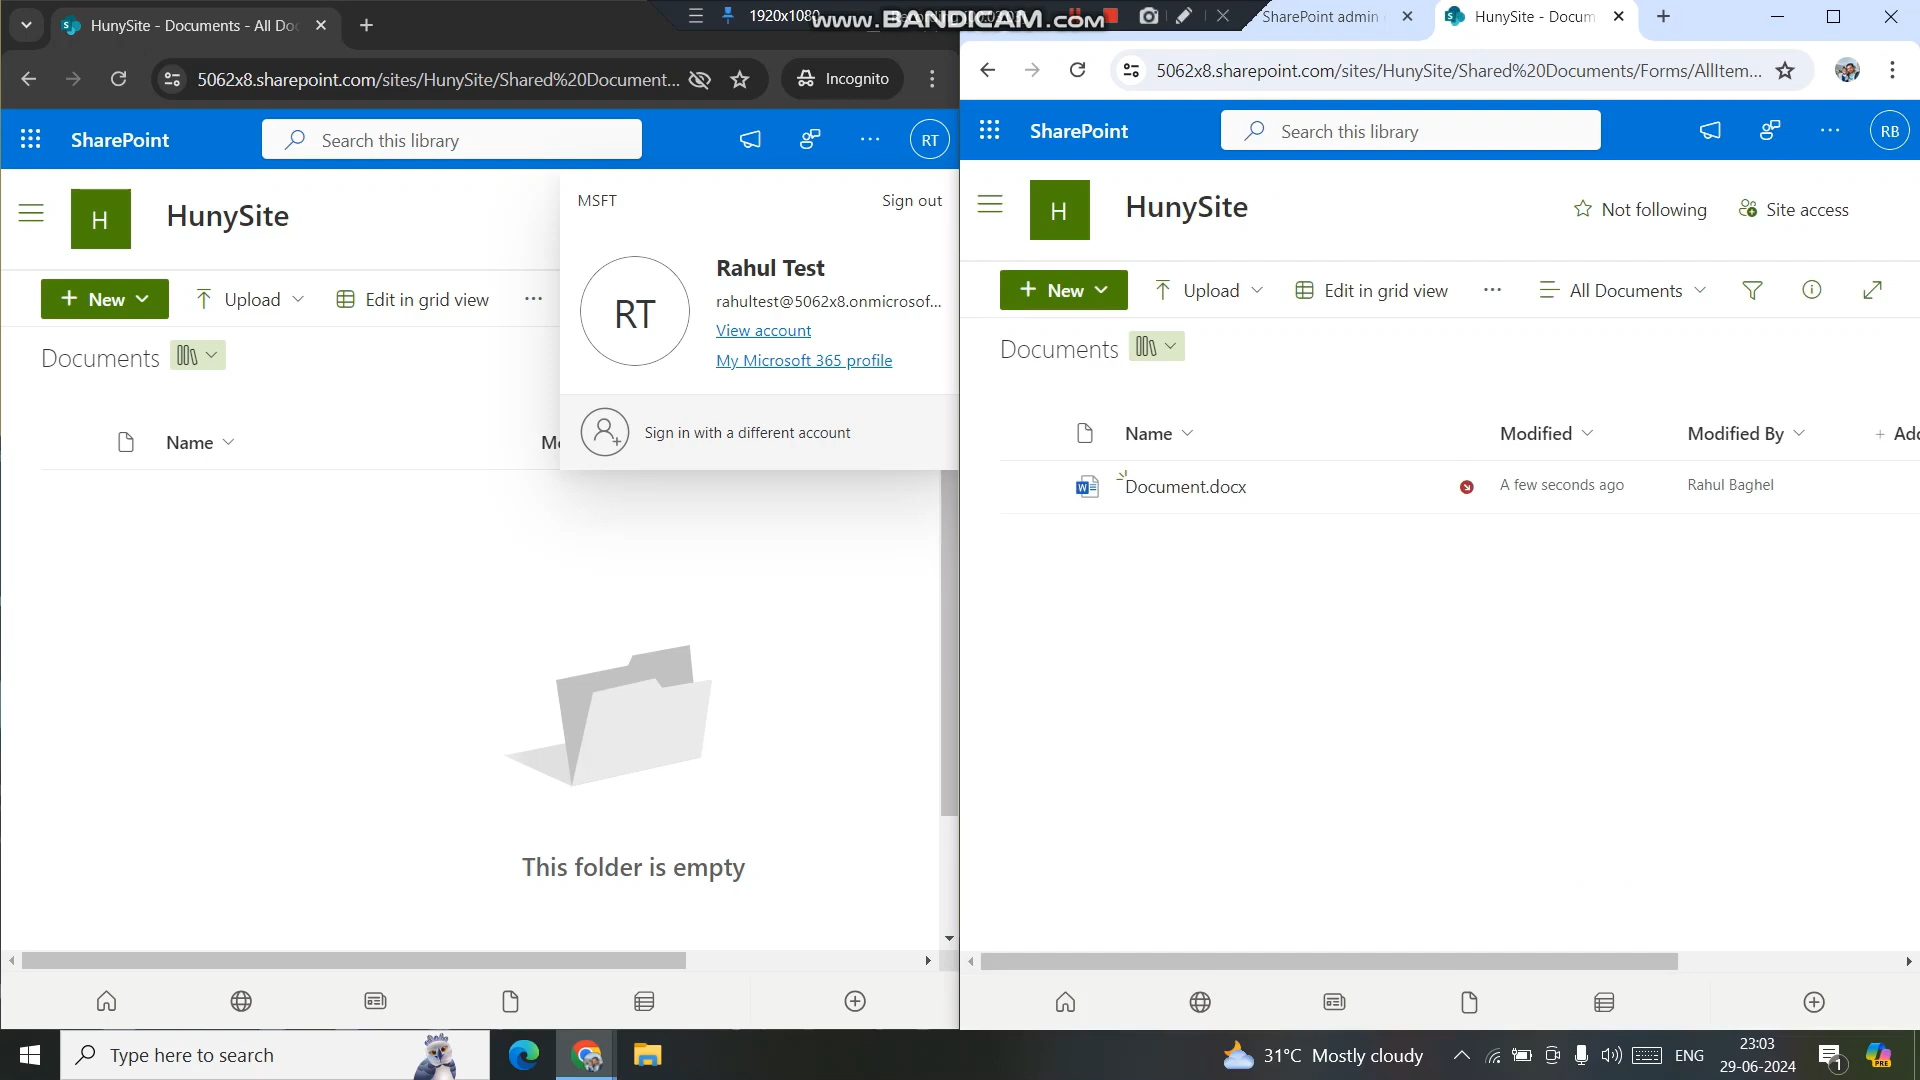 HunySite - Documents - All Doc
1920x1080
www.BANDICAM.com
SharePoint admin
HunySite - Docum
5062x8.sharepoint.com/sites/HunySite/Shared%20Document...
Incognito
5062x8.sharepoint.com/sites/HunySite/Shared%20Documents/Forms/AllItem...
SharePoint
Search this library
RT
SharePoint
Search this library
RB
H
HunySite
MSFT
Sign out
Rahul Test
rahultest@5062x8.onmicrosof...
View account
My Microsoft 365 profile
RT
Sign in with a different account
New
Upload
Edit in grid view
Documents
Name
Mo
This folder is empty
H
HunySite
Not following
Site access
New
Upload
Edit in grid view
All Documents
Documents
Name
Modified
Modified By
Add
Document.docx
A few seconds ago
Rahul Baghel
Type here to search
31°C Mostly cloudy
ENG
23:03
29-06-2024
1
PRE